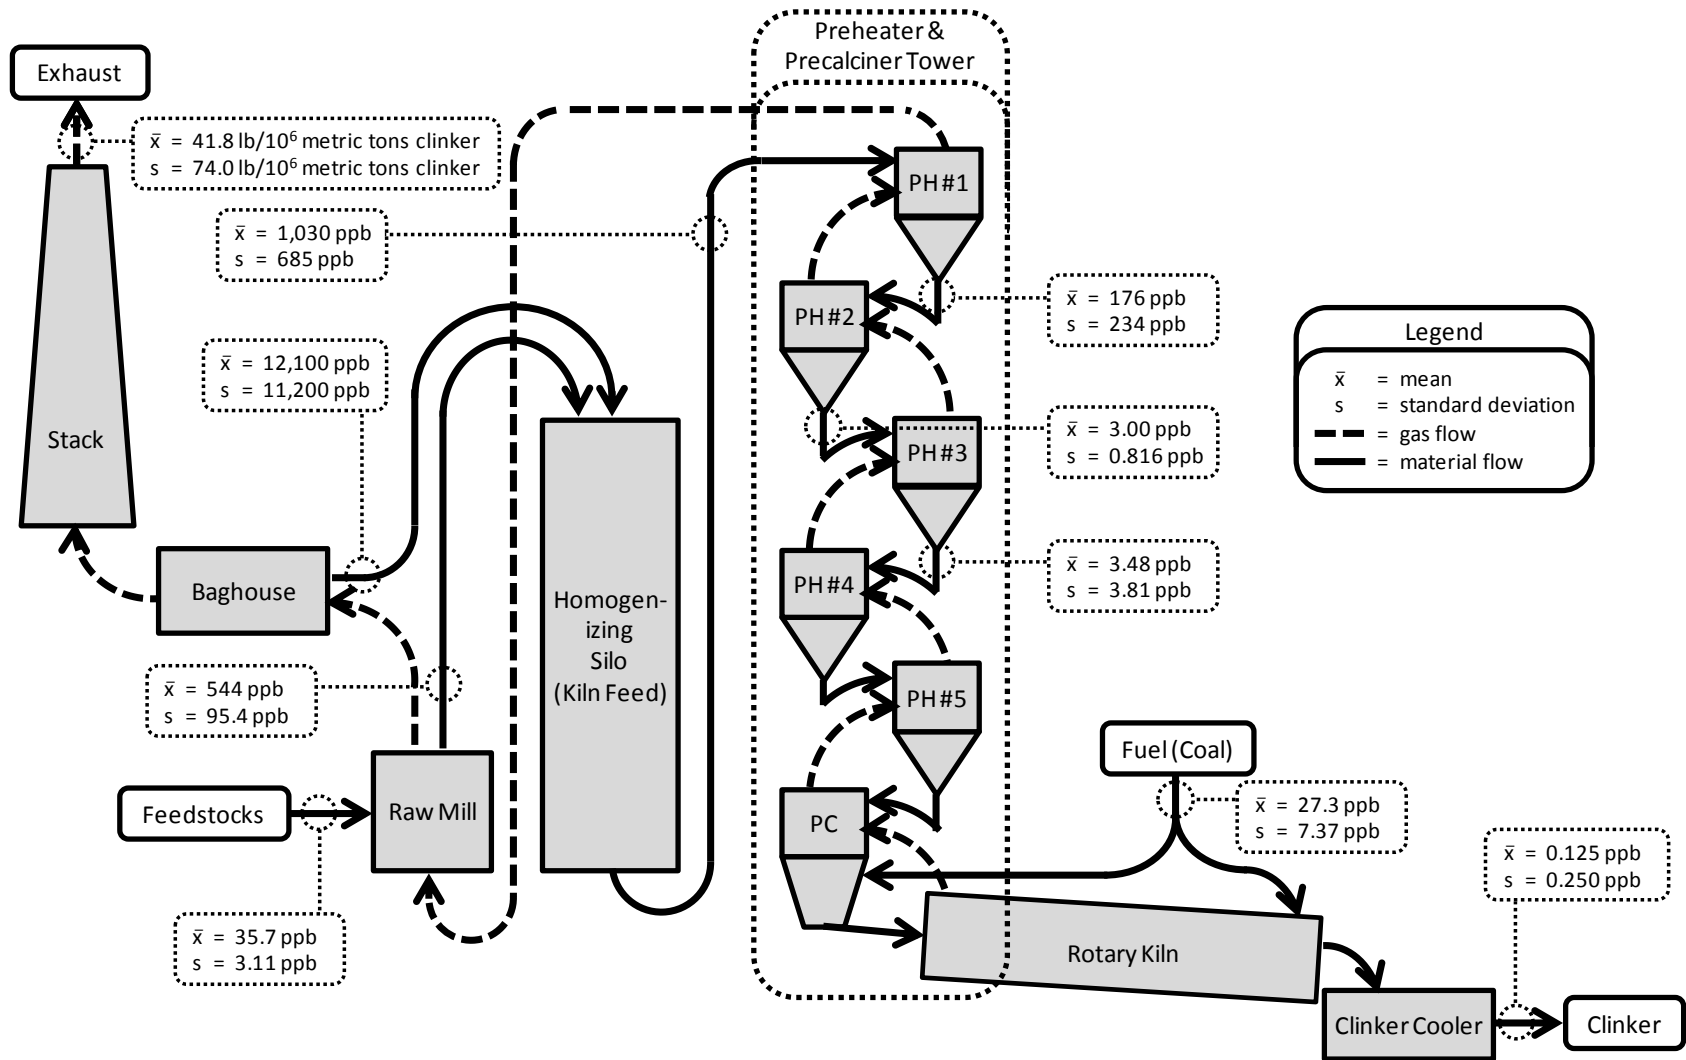 Preheater &
Precalciner Tower
Exhaust
x̄ = 41.8 lb/10⁶ metric tons clinker
s = 74.0 lb/10⁶ metric tons clinker
PH #1
x̄ = 1,030 ppb
s = 685 ppb
x̄ = 176 ppb
s = 234 ppb
PH #2
Legend
x̄ = mean
s = standard deviation
= gas flow
= material flow
x̄ = 12,100 ppb
s = 11,200 ppb
Stack
x̄ = 3.00 ppb
s = 0.816 ppb
PH #3
x̄ = 3.48 ppb
s = 3.81 ppb
PH #4
Baghouse
Homogen-
izing
Silo
(Kiln Feed)
x̄ = 544 ppb
s = 95.4 ppb
PH #5
Fuel (Coal)
x̄ = 27.3 ppb
s = 7.37 ppb
Feedstocks
Raw Mill
PC
x̄ = 0.125 ppb
s = 0.250 ppb
x̄ = 35.7 ppb
s = 3.11 ppb
Rotary Kiln
Clinker Cooler
Clinker